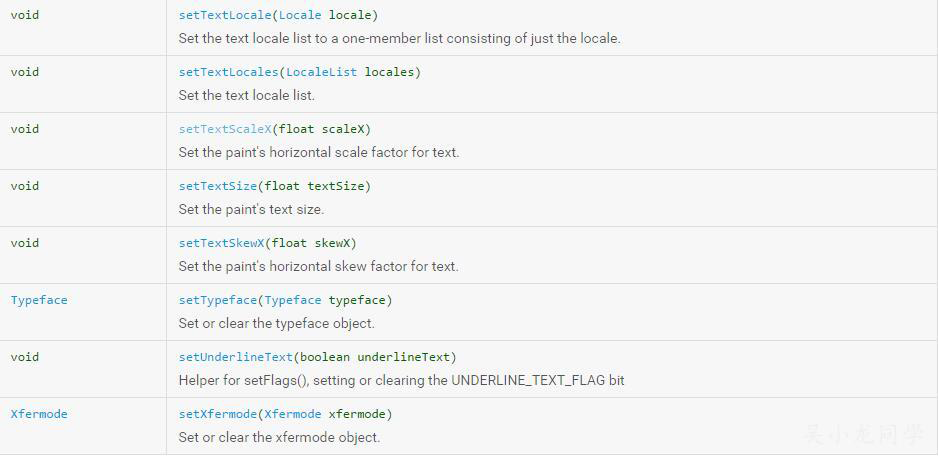 void setTextLocale(Locale locale)
Set the text locale list to a one-member list consisting of just the locale.
void setTextLocales(LocaleList locales)
Set the text locale list.
void setTextScaleX(float scaleX)
Set the paint's horizontal scale factor for text.
void setTextSize(float textSize)
Set the paint's text size.
void setTextSkewX(float skewX)
Set the paint's horizontal skew factor for text.
Typeface setTypeface(Typeface typeface)
Set or clear the typeface object.
void setUnderlineText(boolean underlineText)
Helper for setFlags(), setting or clearing the UNDERLINE_TEXT_FLAG bit
Xfermode setXfermode(Xfermode xfermode)
Set or clear the xfermode object.
吴小龙同学